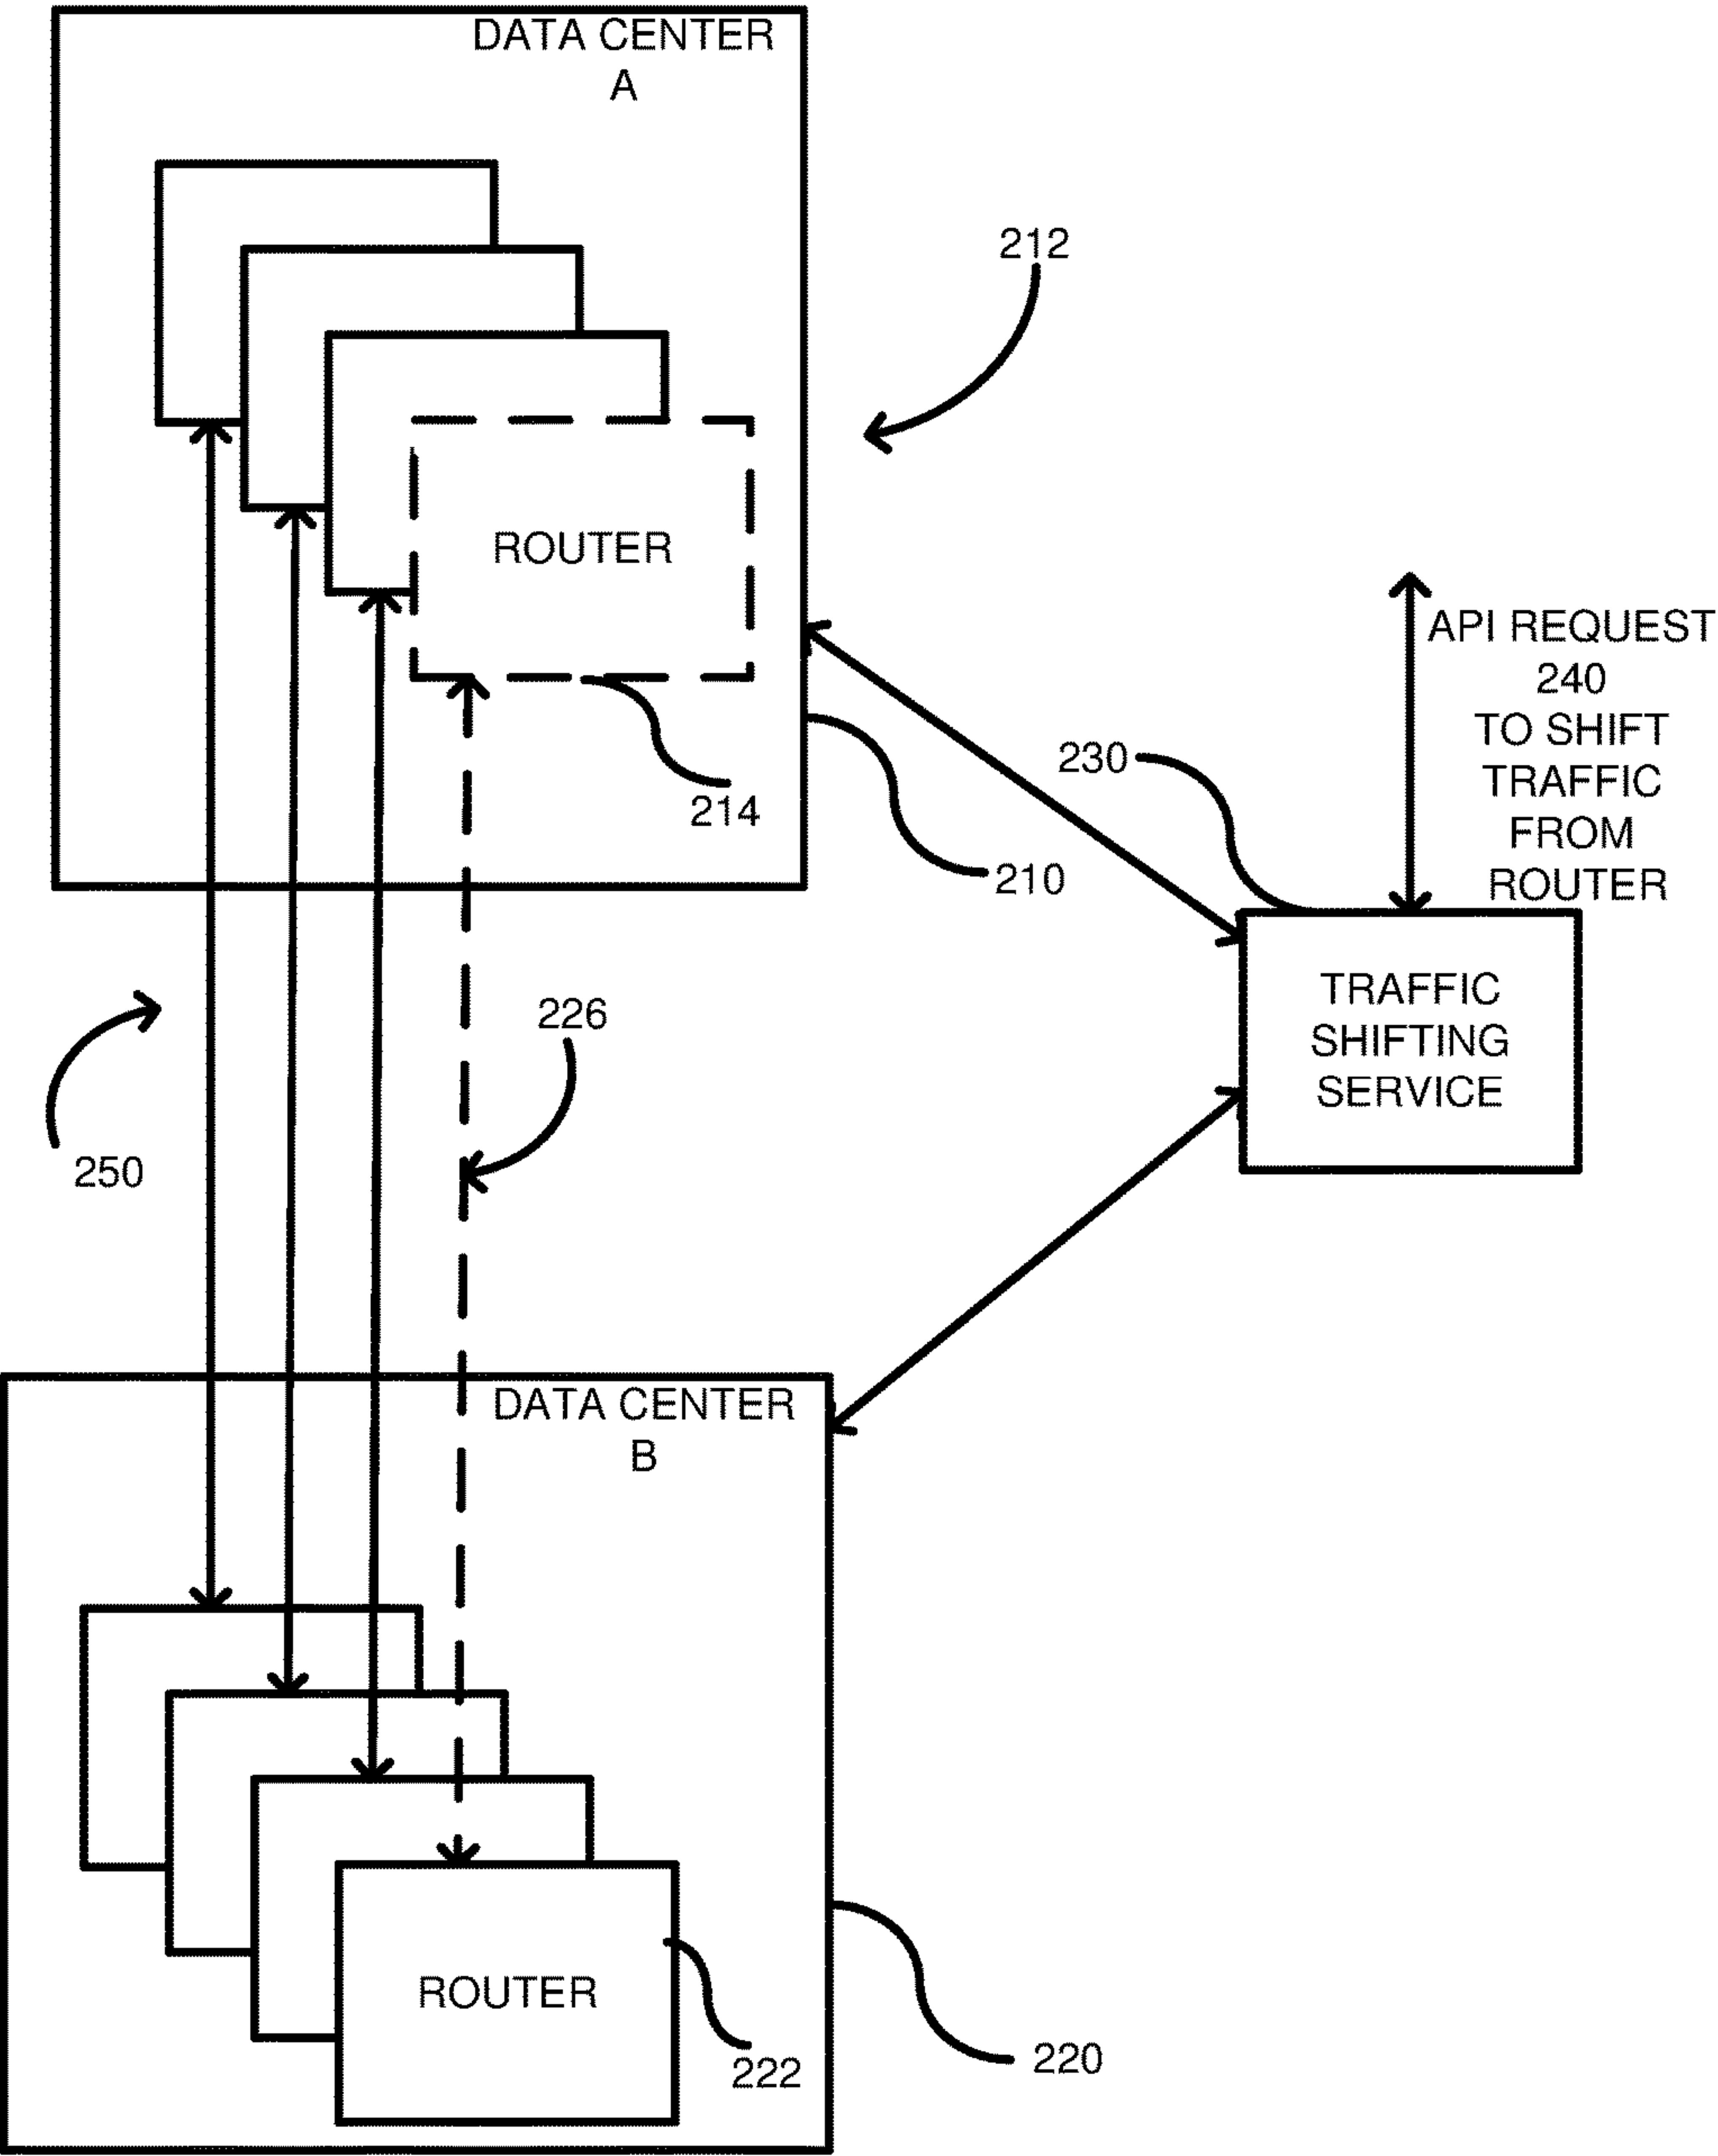 DATA CENTER
A
212
ROUTER
API REQUEST
240
TO SHIFT
TRAFFIC
FROM
ROUTER
230
214
210
TRAFFIC
SHIFTING
SERVICE
226
250
DATA CENTER
B
ROUTER
222
220